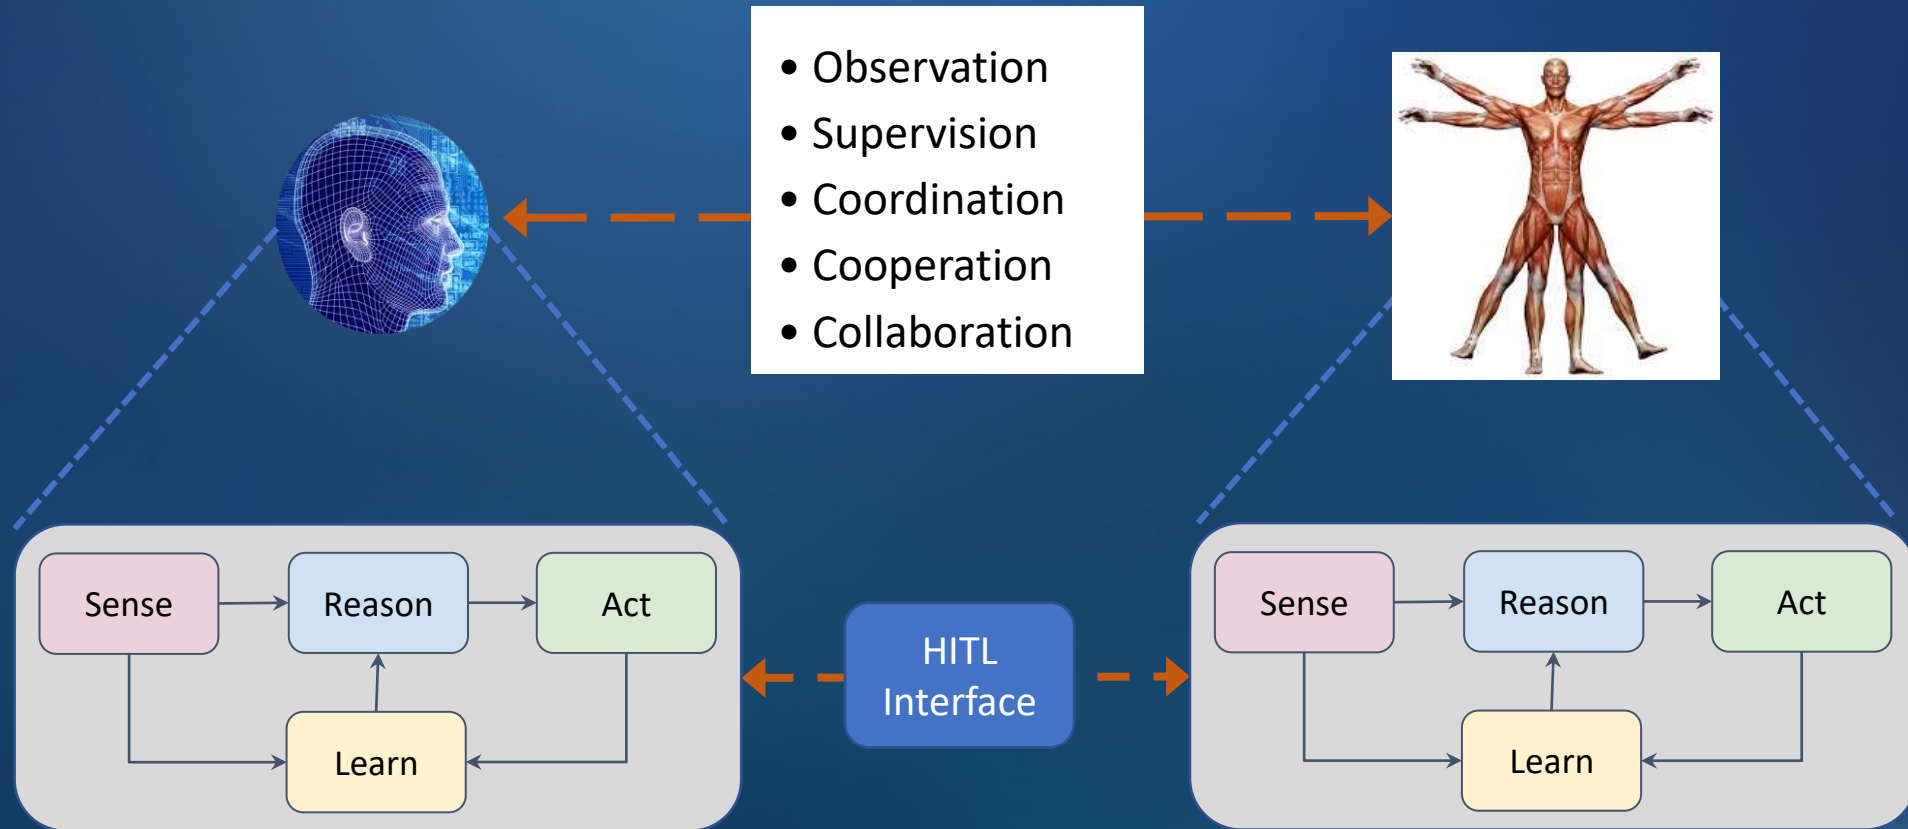 • Observation
• Supervision
• Coordination
• Cooperation
• Collaboration
Sense
Reason
Act
Learn
HITL
Interface
Sense
Reason
Act
Learn